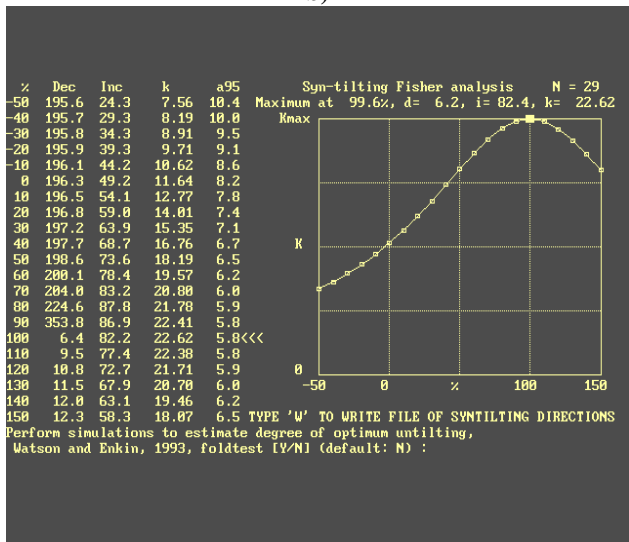 b)
% Dec Inc k a95 Syn-tilting Fisher analysis N = 29
-50 195.6 24.3 7.56 10.4 Maximum at 99.6%, d= 6.2, i= 82.4, k= 22.62
-40 195.7 29.3 8.19 10.0 Kmax
-30 195.8 34.3 8.91 9.5
-20 195.9 39.3 9.71 9.1
-10 196.1 44.2 10.62 8.6
0 196.3 49.2 11.64 8.2
10 196.5 54.1 12.77 7.8
20 196.8 59.0 14.01 7.4
30 197.2 63.9 15.35 7.1
40 197.7 68.7 16.76 6.7 K
50 198.6 73.6 18.19 6.5
60 200.1 78.4 19.57 6.2
70 204.0 83.2 20.80 6.0
80 224.6 87.8 21.78 5.9
90 353.8 86.9 22.41 5.8
100 6.4 82.2 22.62 5.8<<<
110 9.5 77.4 22.38 5.8
120 10.8 72.7 21.71 5.9 0
130 11.5 67.9 20.70 6.0 -50 0 % 100 150
140 12.0 63.1 19.46 6.2
150 12.3 58.3 18.07 6.5 TYPE 'W' TO WRITE FILE OF SYNTILTING DIRECTIONS
Perform simulations to estimate degree of optimum untilting,
Watson and Enkin, 1993, foldtest [Y/N] (default: N) :